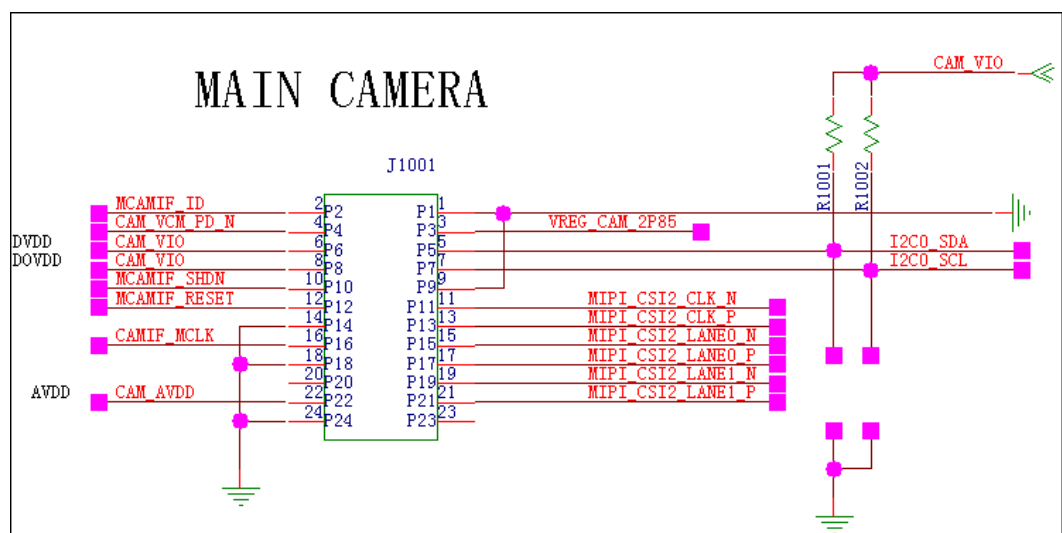 CAM_VIO
MAIN CAMERA
J1001
R1001
R1002
MCAMIF_ID 2 P2 P1 1
CAM_VCM_PD_N 4 P4 P3 3 VREG_CAM_2P85
DVDD CAM_VIO 6 P6 P5 5 I2C0_SDA
DOVDD CAM_VIO 8 P8 P7 7 I2C0_SCL
MCAMIF_SHDN 10 P10 P9 9
MCAMIF_RESET 12 P12 P11 11 MIPI_CSI2_CLK_N
14 P14 P13 13 MIPI_CSI2_CLK_P
CAMIF_MCLK 16 P16 P15 15 MIPI_CSI2_LANE0_N
18 P18 P17 17 MIPI_CSI2_LANE0_P
20 P20 P19 19 MIPI_CSI2_LANE1_N
AVDD CAM_AVDD 22 P22 P21 21 MIPI_CSI2_LANE1_P
24 P24 P23 23